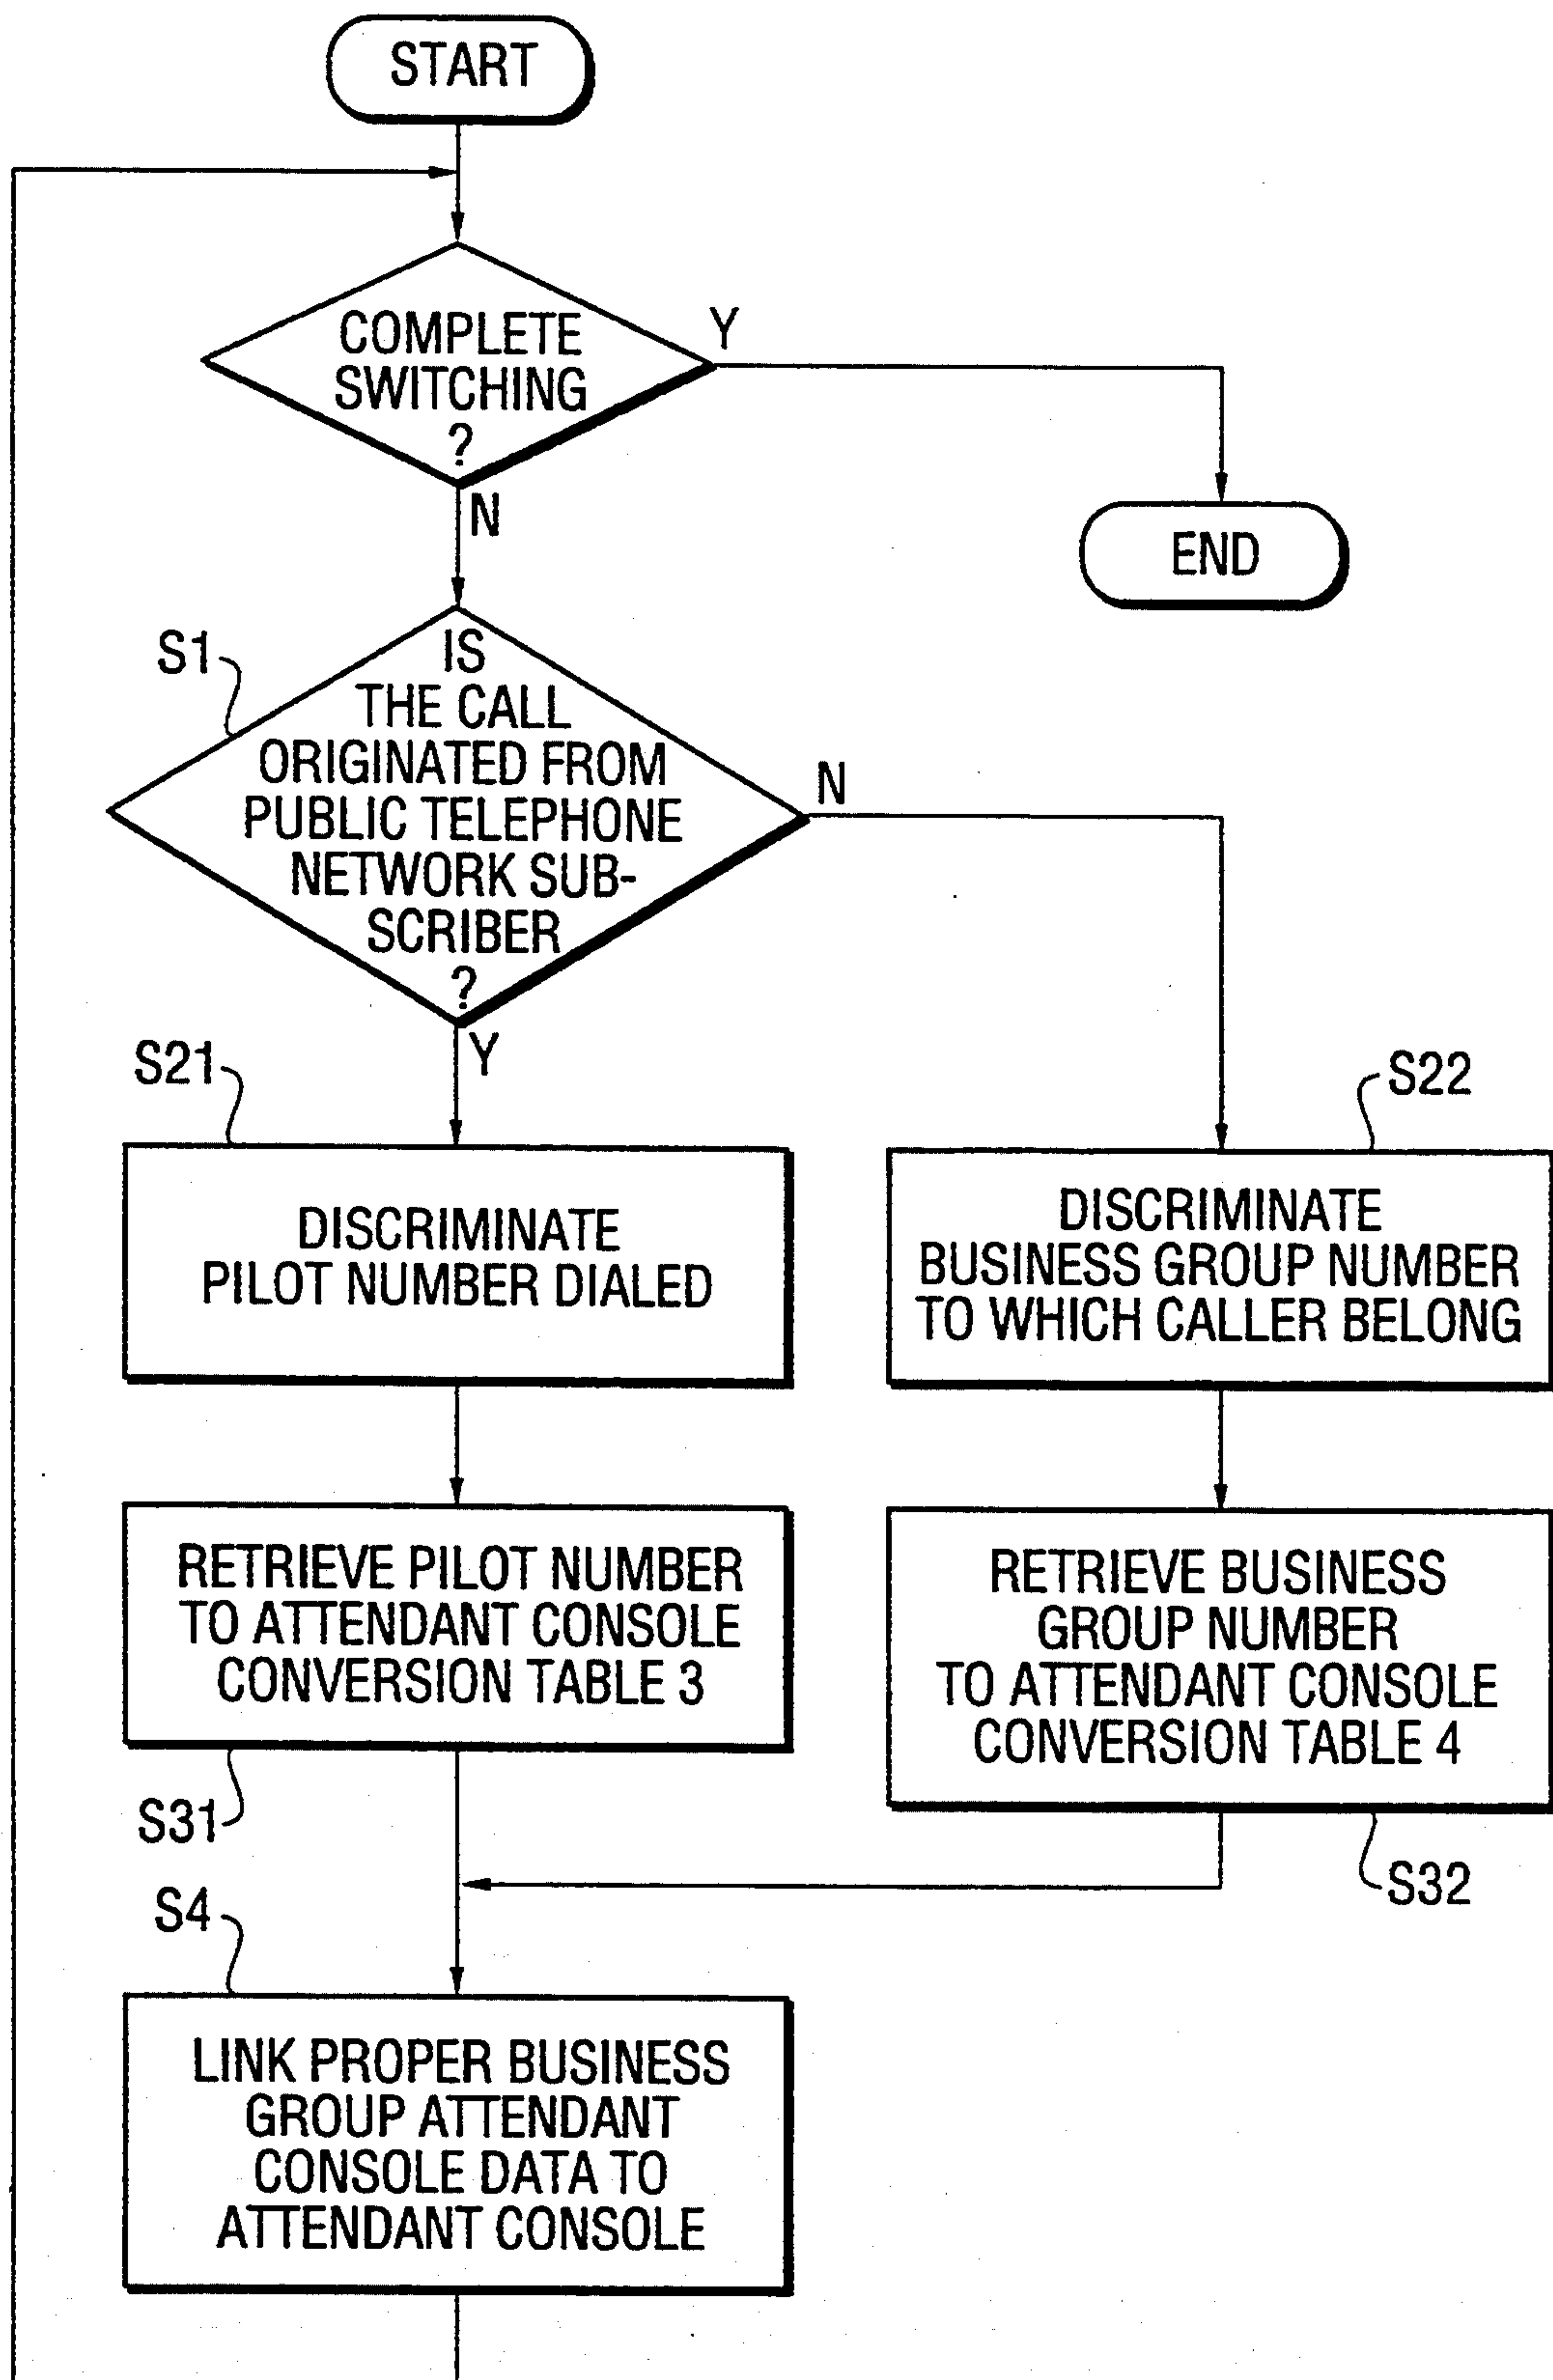 START
COMPLETE
SWITCHING
?
Y
N
END
S1
IS
THE CALL
ORIGINATED FROM
PUBLIC TELEPHONE
NETWORK SUB-
SCRIBER
?
N
Y
S21
DISCRIMINATE
PILOT NUMBER DIALED
S22
DISCRIMINATE
BUSINESS GROUP NUMBER
TO WHICH CALLER BELONG
RETRIEVE PILOT NUMBER
TO ATTENDANT CONSOLE
CONVERSION TABLE 3
S31
RETRIEVE BUSINESS
GROUP NUMBER
TO ATTENDANT CONSOLE
CONVERSION TABLE 4
S32
S4
LINK PROPER BUSINESS
GROUP ATTENDANT
CONSOLE DATA TO
ATTENDANT CONSOLE